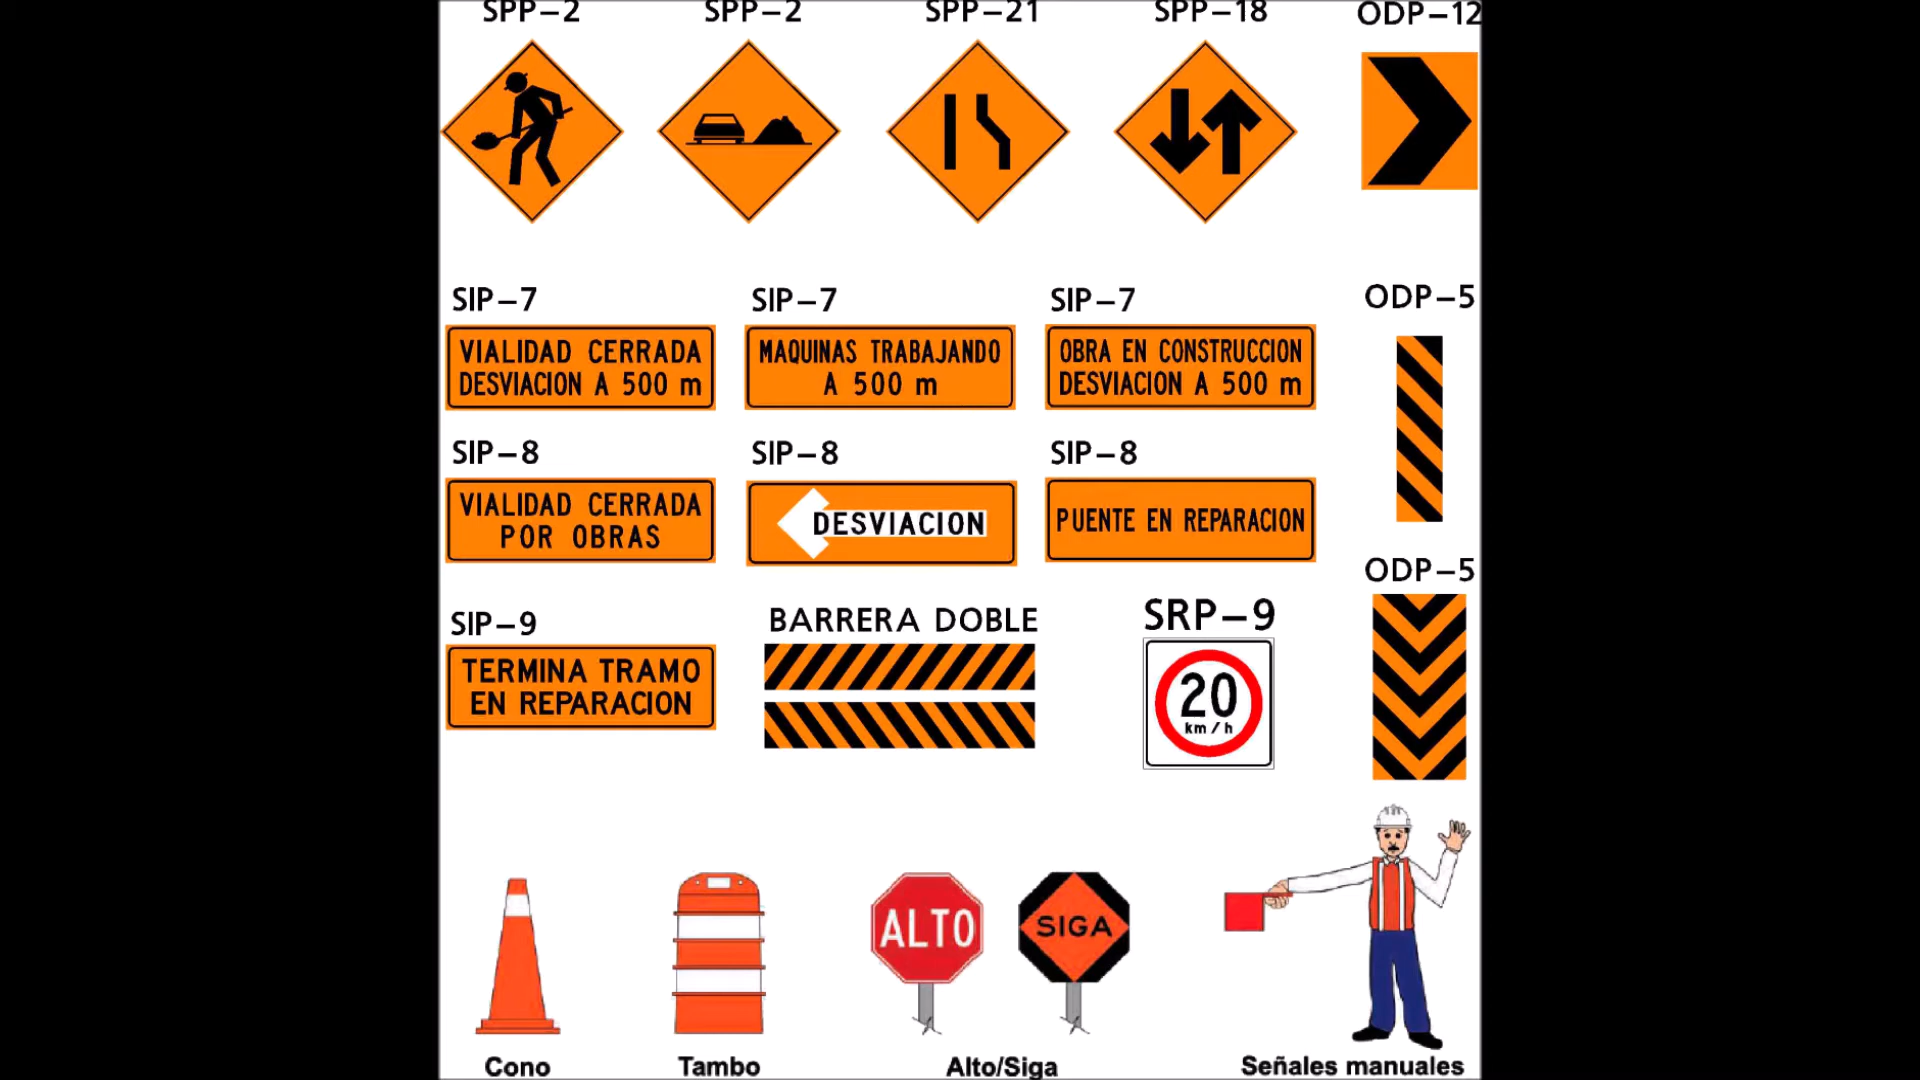 SPP-2
SPP-2
SPP-21
SPP-18
ODP-12
SIP-7
SIP-7
SIP-7
ODP-5
VIALIDAD CERRADA
DESVIACION A 500 m
MAQUINAS TRABAJANDO
A 500 m
OBRA EN CONSTRUCCION
DESVIACION A 500 m
SIP-8
SIP-8
SIP-8
VIALIDAD CERRADA
POR OBRAS
DESVIACION
PUENTE EN REPARACION
ODP-5
SIP-9
BARRERA DOBLE
SRP-9
TERMINA TRAMO
EN REPARACION
20
km/h
ALTO
SIGA
Cono
Tambo
Alto/Siga
Señales manuales